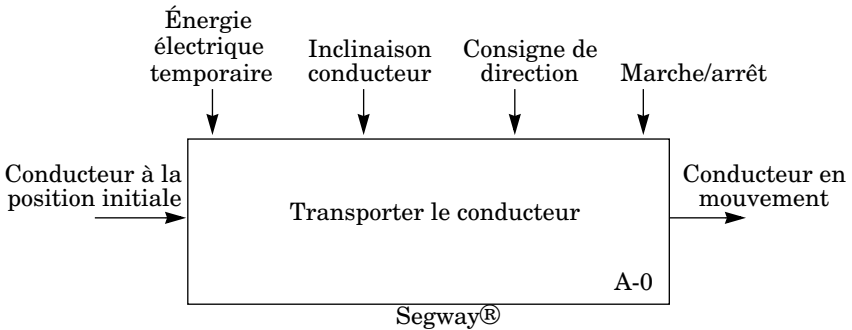 Énergie
électrique
temporaire
Inclinaison
conducteur
Consigne de
direction
Marche/arrêt
Conducteur à la
position initiale
Transporter le conducteur
Conducteur en
mouvement
A-0
Segway®